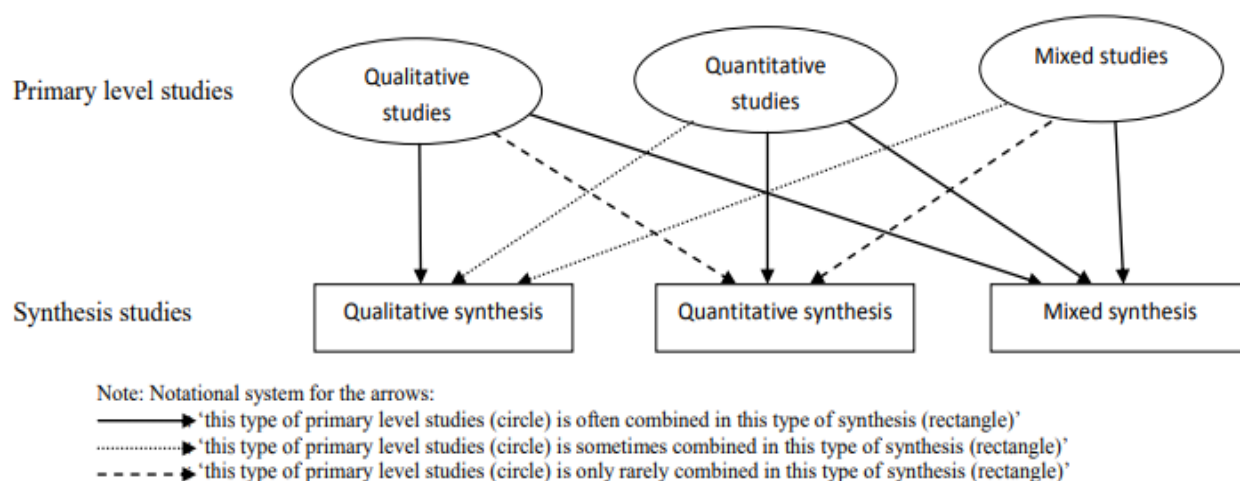 Primary level studies
Qualitative
studies
Quantitative
studies
Mixed studies
Synthesis studies
Qualitative synthesis
Quantitative synthesis
Mixed synthesis
Note: Notational system for the arrows:
‘this type of primary level studies (circle) is often combined in this type of synthesis (rectangle)’
‘this type of primary level studies (circle) is sometimes combined in this type of synthesis (rectangle)’
‘this type of primary level studies (circle) is only rarely combined in this type of synthesis (rectangle)’